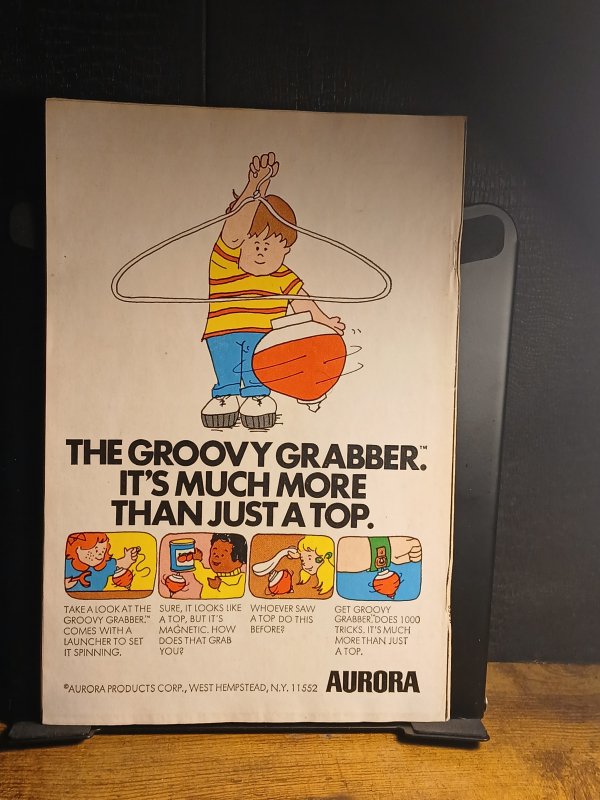 THE GROOVY GRABBER.™
IT'S MUCH MORE
THAN JUST A TOP.
TAKE A LOOK AT THE
GROOVY GRABBER.™
COMES WITH A
LAUNCHER TO SET
IT SPINNING.
SURE, IT LOOKS LIKE
A TOP, BUT IT'S
MAGNETIC. HOW
DOES THAT GRAB
YOU?
WHOEVER SAW
A TOP DO THIS
BEFORE?
GET GROOVY
GRABBER.™ DOES 1000
TRICKS. IT'S MUCH
MORE THAN JUST
A TOP.
©AURORA PRODUCTS CORP., WEST HEMPSTEAD, N.Y. 11552 AURORA